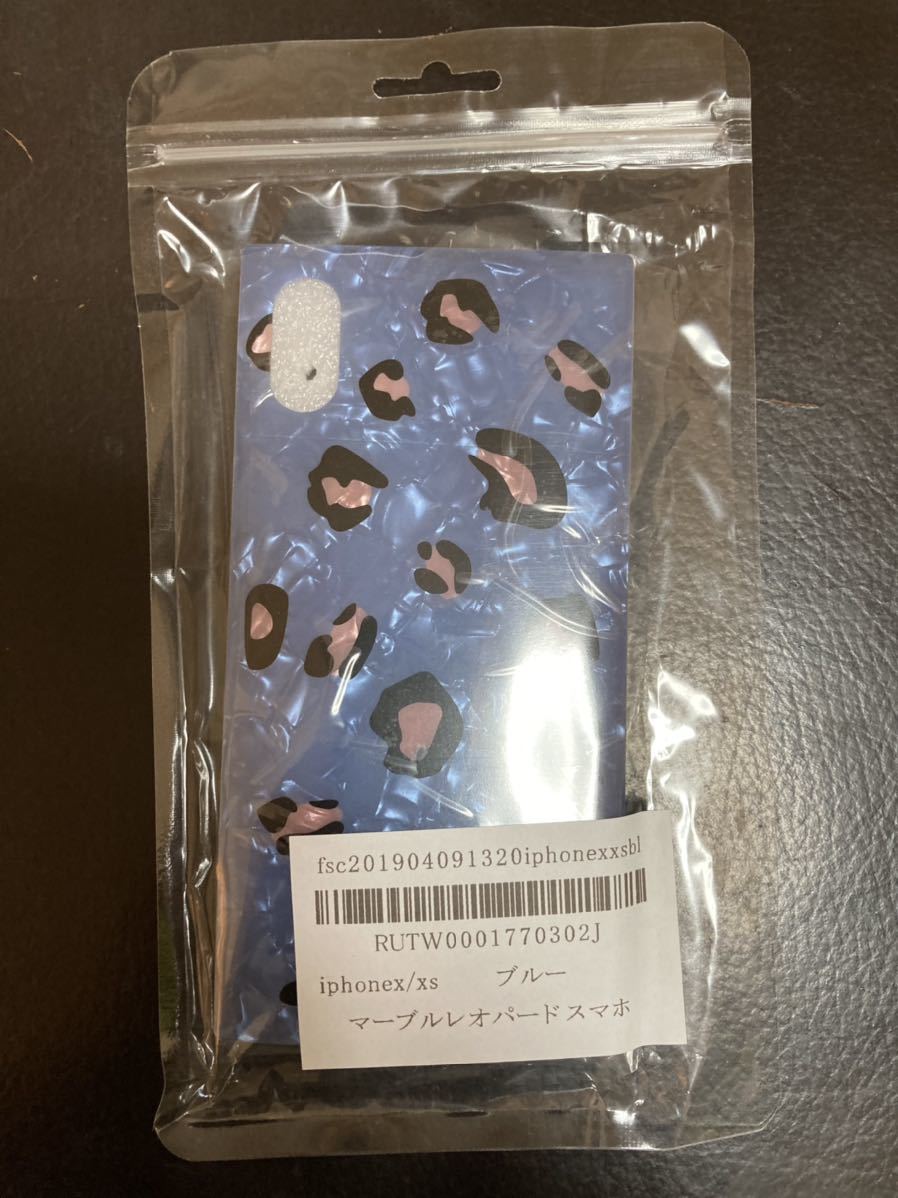 fsc201904091320iphonexxsbl
RUTW0001770302J
iphonex/xs ブルー
マーブルレオパードスマホ